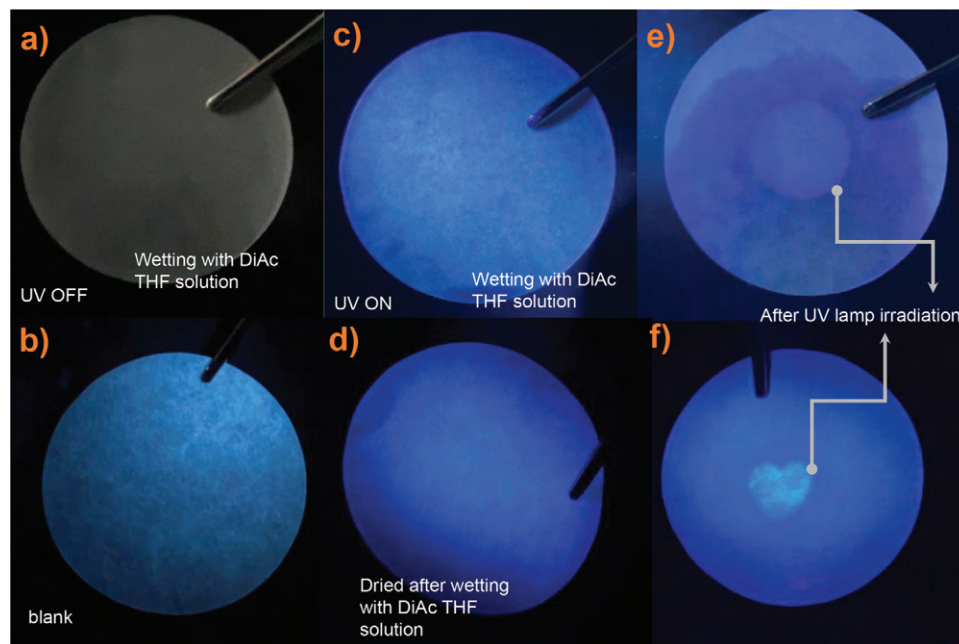 a)
Wetting with DiAc
THF solution
UV OFF
c)
Wetting with DiAc
THF solution
UV ON
e)
After UV lamp irradiation
b)
blank
d)
Dried after wetting
with DiAc THF
solution
f)